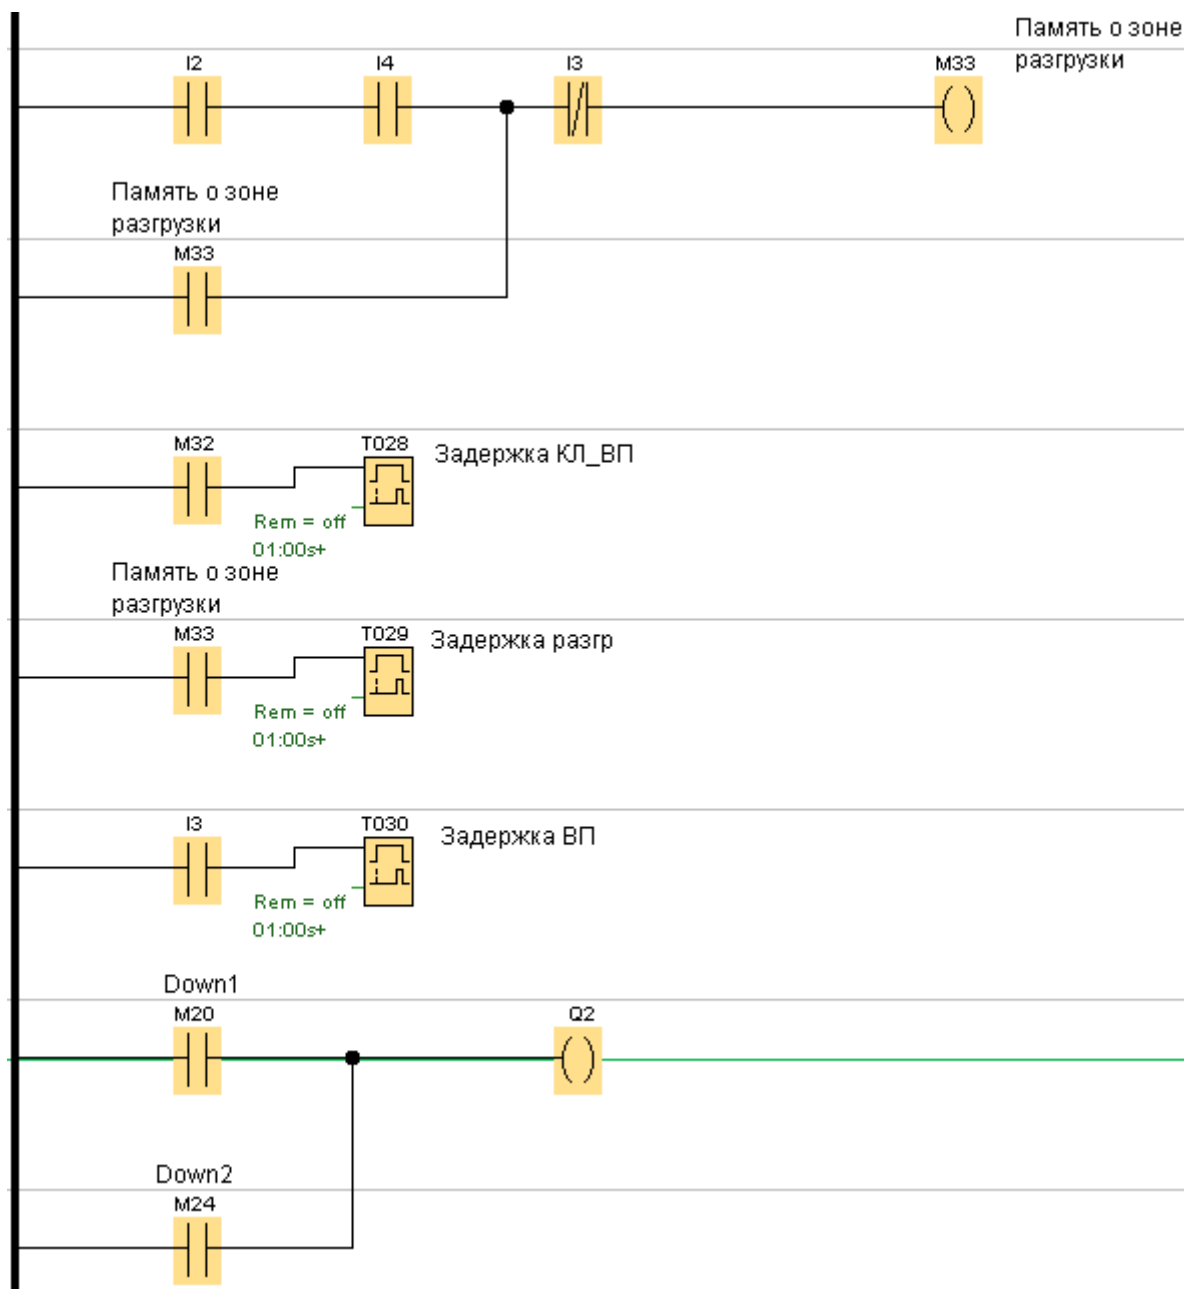 Память о зоне
разгрузки
I2 I4 I3 M33
Память о зоне
разгрузки
M33
M32 T028 Задержка КЛ_ВП
Rem = off
01:00s+
Память о зоне
разгрузки
M33 T029 Задержка разгр
Rem = off
01:00s+
I3 T030 Задержка ВП
Rem = off
01:00s+
Down1
M20 Q2
Down2
M24